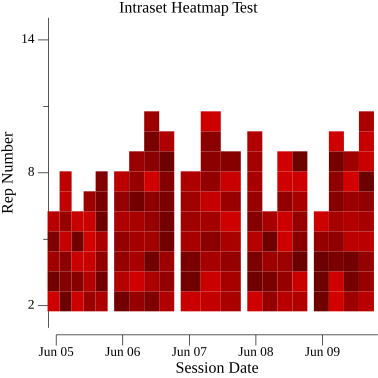 Intraset Heatmap Test
14
8
2
Rep Number
Jun 05 Jun 06 Jun 07 Jun 08 Jun 09
Session Date